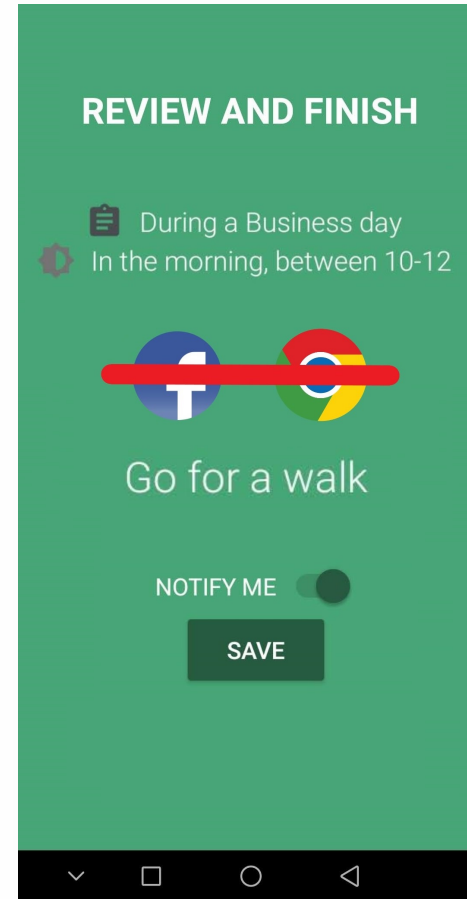 REVIEW AND FINISH
During a Business day
In the morning, between 10-12
Go for a walk
NOTIFY ME
SAVE